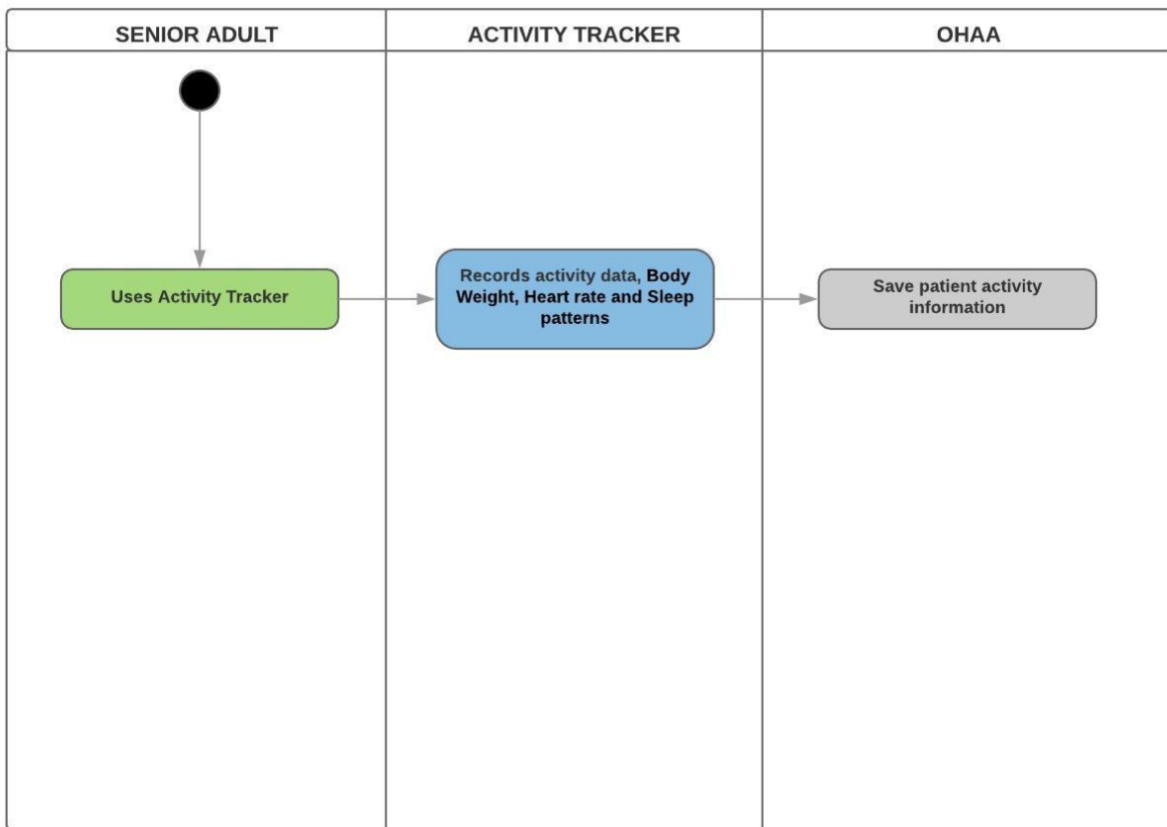 SENIOR ADULT
ACTIVITY TRACKER
OHAA
Uses Activity Tracker
Records activity data, Body
Weight, Heart rate and Sleep
patterns
Save patient activity
information